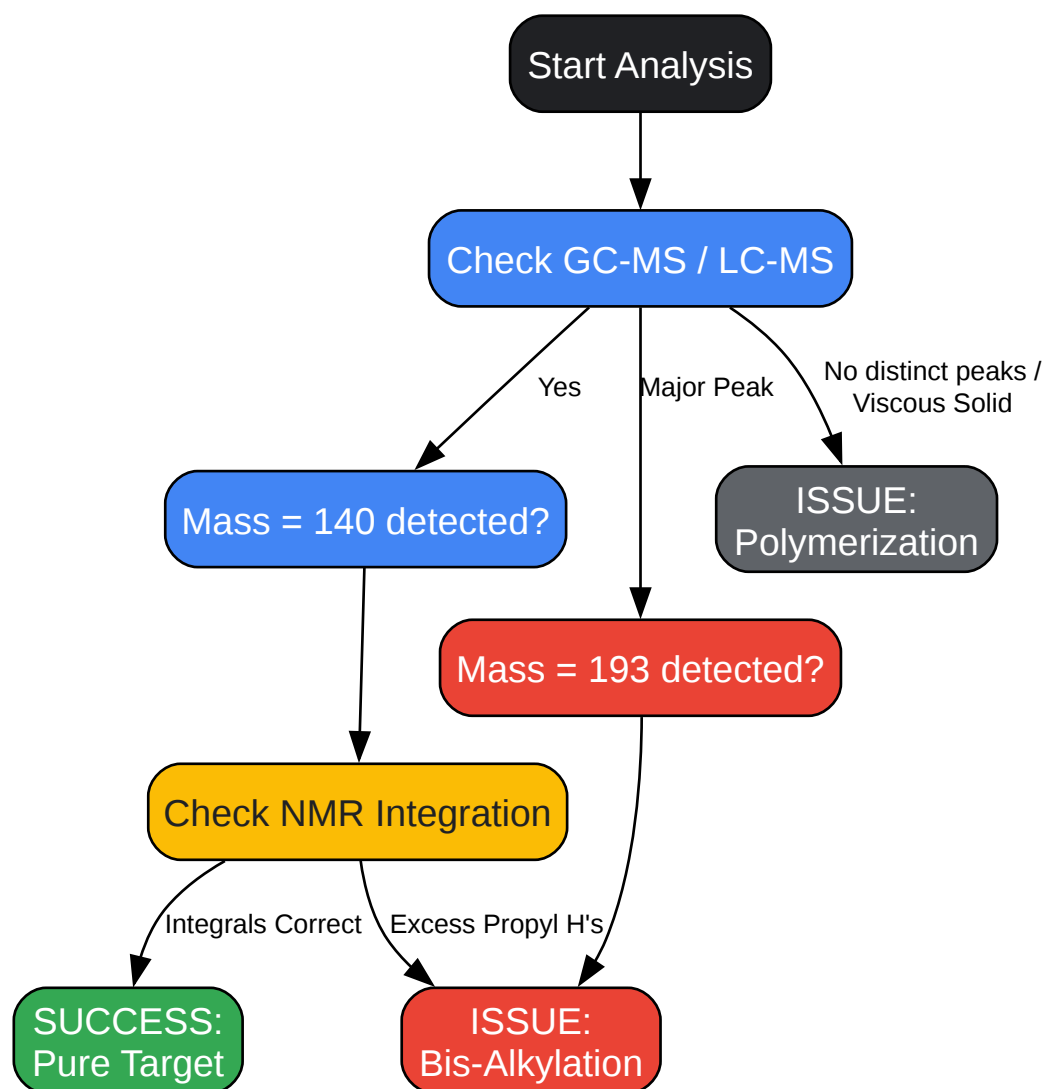 Start Analysis
Check GC-MS / LC-MS
Yes
Major Peak
No distinct peaks /
Viscous Solid
Mass = 140 detected?
ISSUE:
Polymerization
Mass = 193 detected?
Check NMR Integration
Integrals Correct
Excess Propyl H's
SUCCESS:
Pure Target
ISSUE:
Bis-Alkylation